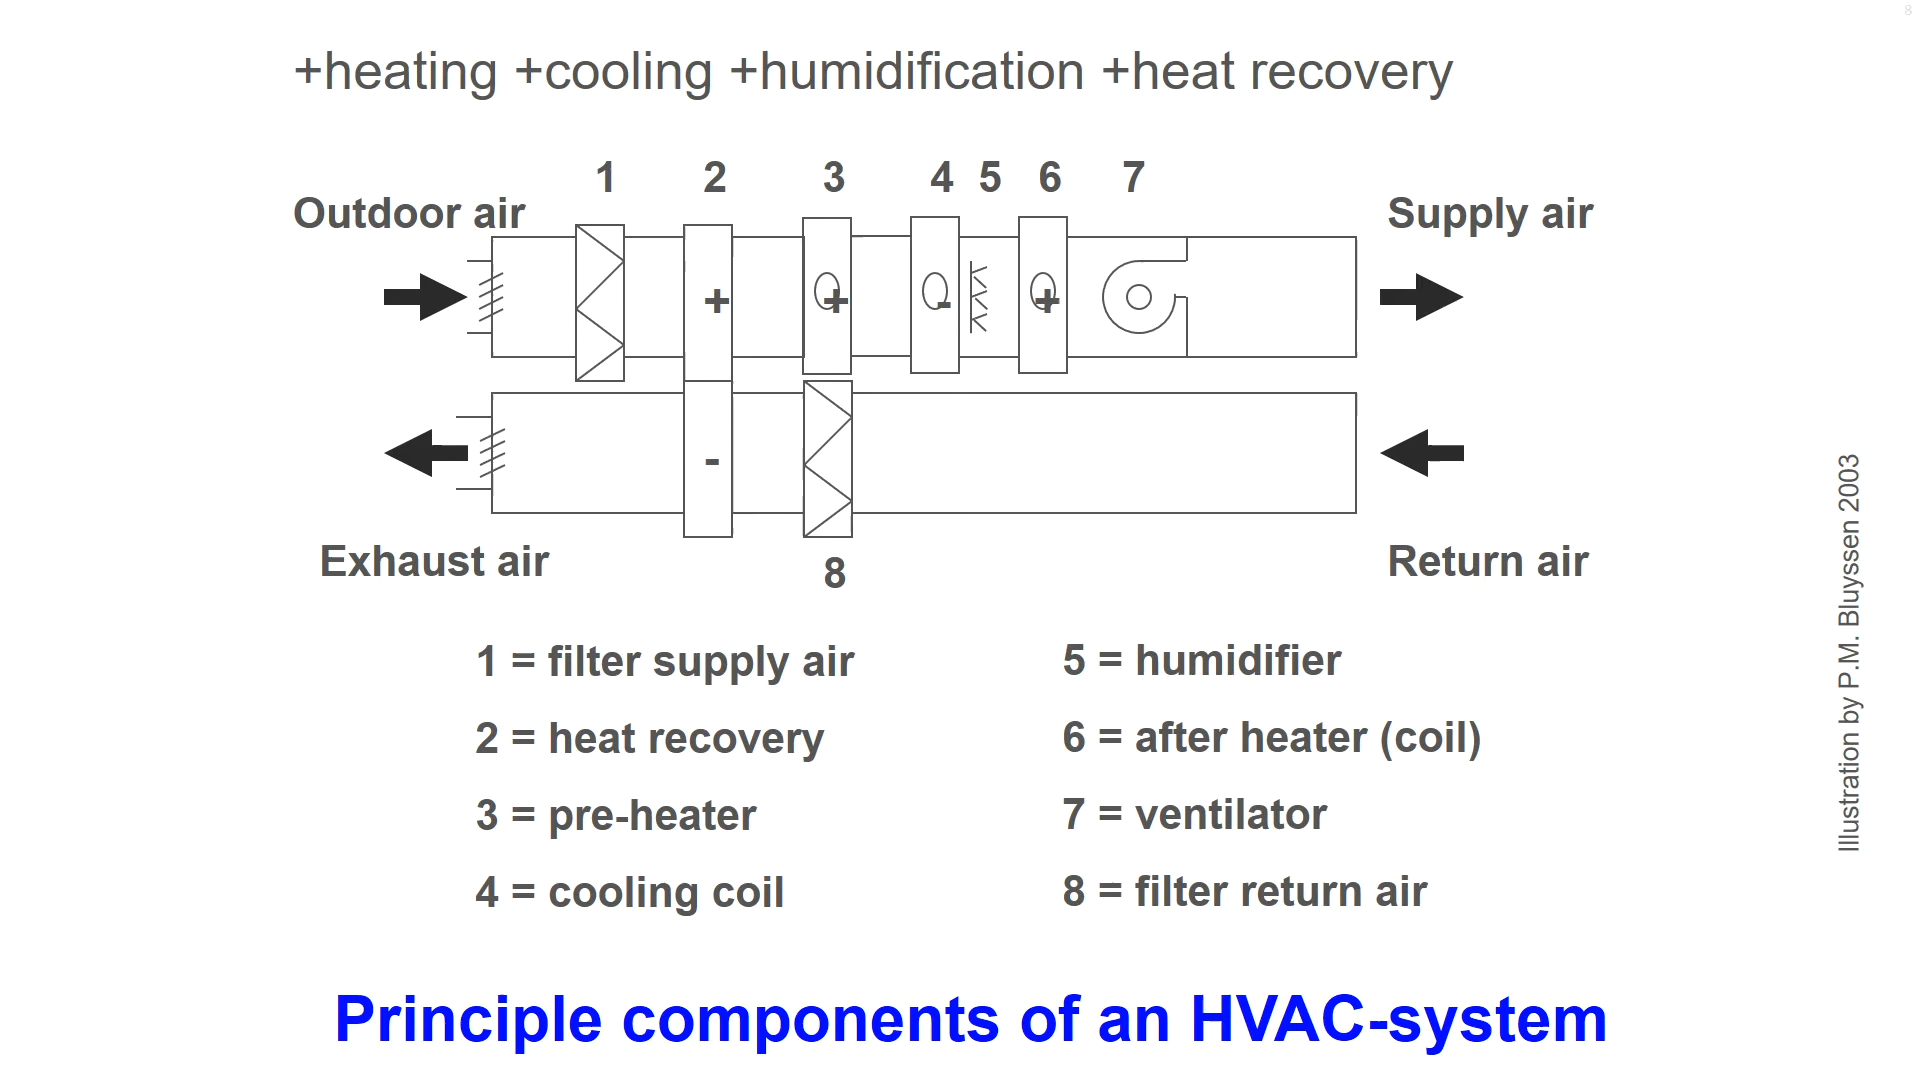 8
+heating +cooling +humidification +heat recovery
1 2 3 4 5 6 7
Outdoor air
Supply air
+ + - +
-
Exhaust air
Return air
8
1 = filter supply air
2 = heat recovery
3 = pre-heater
4 = cooling coil
5 = humidifier
6 = after heater (coil)
7 = ventilator
8 = filter return air
Illustration by P.M. Bluyssen 2003
Principle components of an HVAC-system